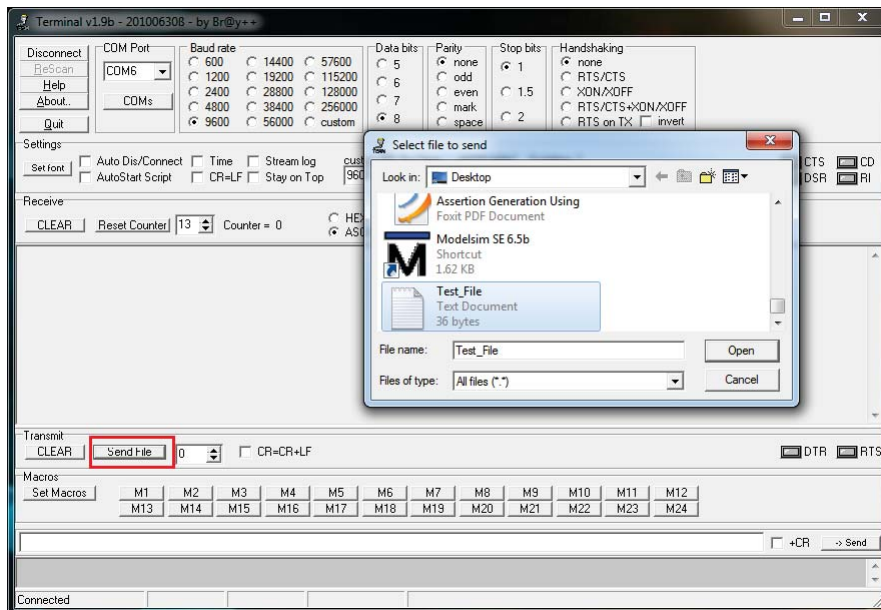 Terminal v1.9b - 20100630ß - by Br@y++
Disconnect
ReScan
Help
About..
Quit
COM Port
COM6
COMs
Baud rate
600 14400 57600
1200 19200 115200
2400 28800 128000
4800 38400 256000
9600 56000 custom
Data bits
5
6
7
8
Parity
none
odd
even
mark
space
Stop bits
1
1.5
2
Handshaking
none
RTS/CTS
XON/XOFF
RTS/CTS+XON/XOFF
RTS on TX invert
Settings
Set font
Auto Dis/Connect Time Stream log
AutoStart Script CR=LF Stay on Top
cust
960
CTS CD
DSR RI
Receive
CLEAR Reset Counter 13 Counter = 0
HEX
ASC
Select file to send
Look in: Desktop
Assertion Generation Using
Foxit PDF Document
Modelsim SE 6.5b
Shortcut
1.62 KB
Test_File
Text Document
36 bytes
File name: Test_File Open
Files of type: All files (*.*) Cancel
Transmit
CLEAR Send File 0 CR=CR+LF DTR RTS
Macros
Set Macros M1 M2 M3 M4 M5 M6 M7 M8 M9 M10 M11 M12
M13 M14 M15 M16 M17 M18 M19 M20 M21 M22 M23 M24
+CR -> Send
Connected